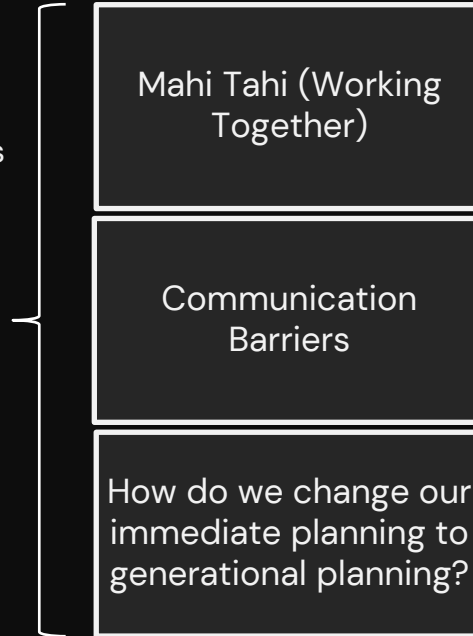 Mahi Tahi (Working
Together)
Communication
Barriers
How do we change our
immediate planning to
generational planning?